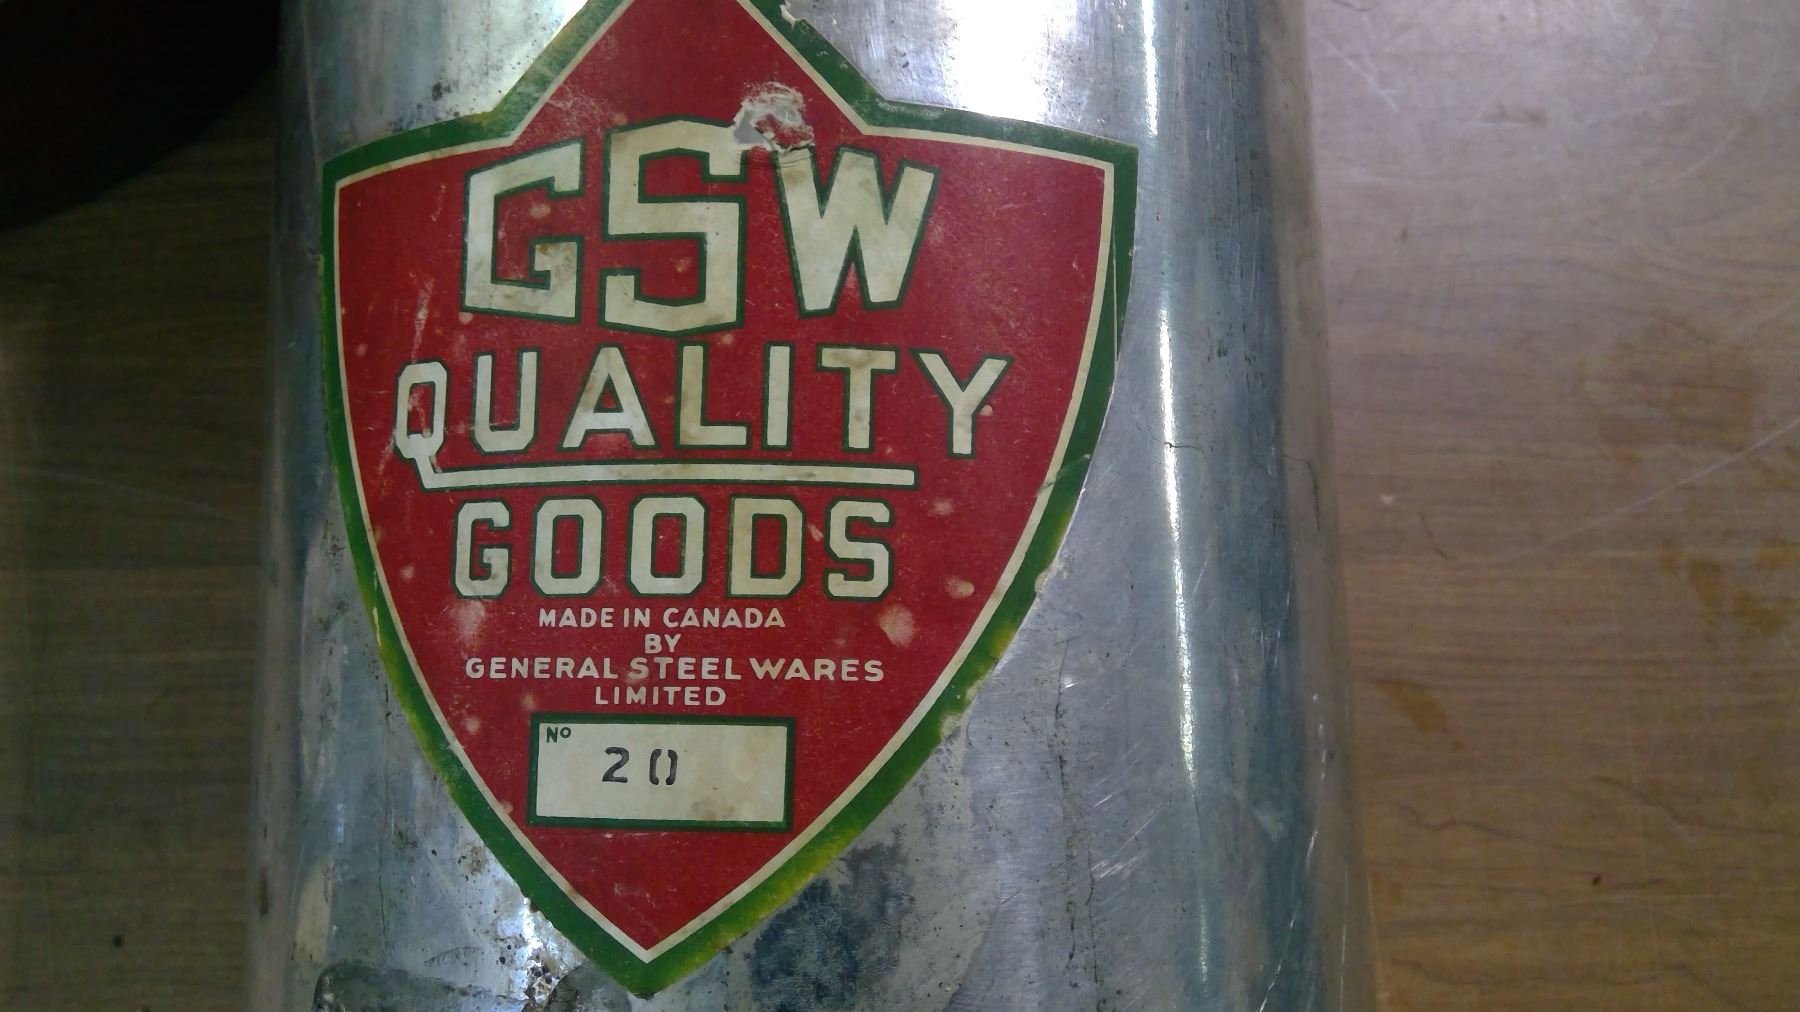 GSW
QUALITY
GOODS
MADE IN CANADA
BY
GENERAL STEEL WARES
LIMITED
Nº
20